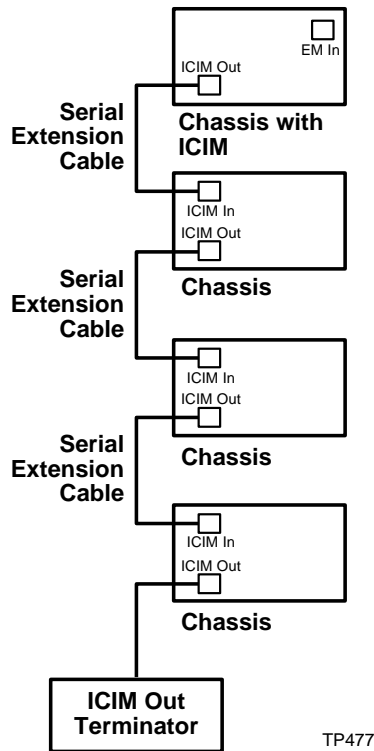 EM In
ICIM Out
Serial
Extension
Cable
Chassis with
ICIM
ICIM In
ICIM Out
Serial
Extension
Cable
Chassis
ICIM In
ICIM Out
Serial
Extension
Cable
Chassis
ICIM In
ICIM Out
Chassis
ICIM Out
Terminator
TP477